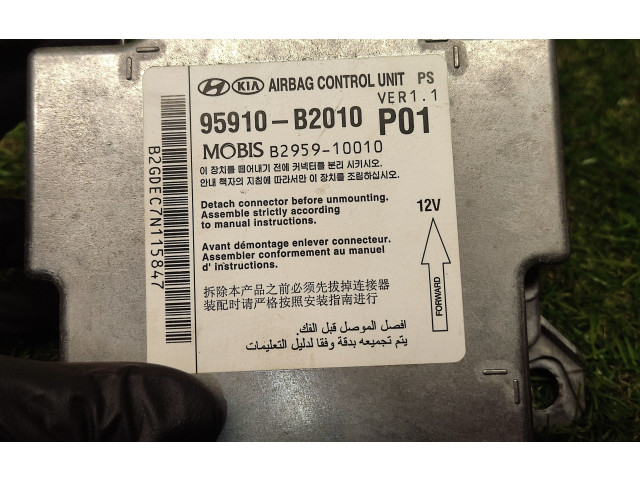 KIA AIRBAG CONTROL UNIT PS
VER1.1
95910-B2010 P01
MOBIS B2959-10010
이 장치를 떼어내기 전에 커넥터를 분리 시키시오.
안내 책자의 지침에 따라서만 이 장치를 조립하십시오.
Detach connector before unmounting.
Assemble strictly according
to manual instructions.
12V
Avant démontage enlever connecteur.
Assembler conformement au manuel
d' instructions.
FORWARD
拆除本产品之前必须先拔掉连接器
装配时请严格按照安装指南进行
افصل الموصل قبل الفك.
يتم تجميعه بدقة وفقا لدليل التعليمات
B2GDEC7N115847